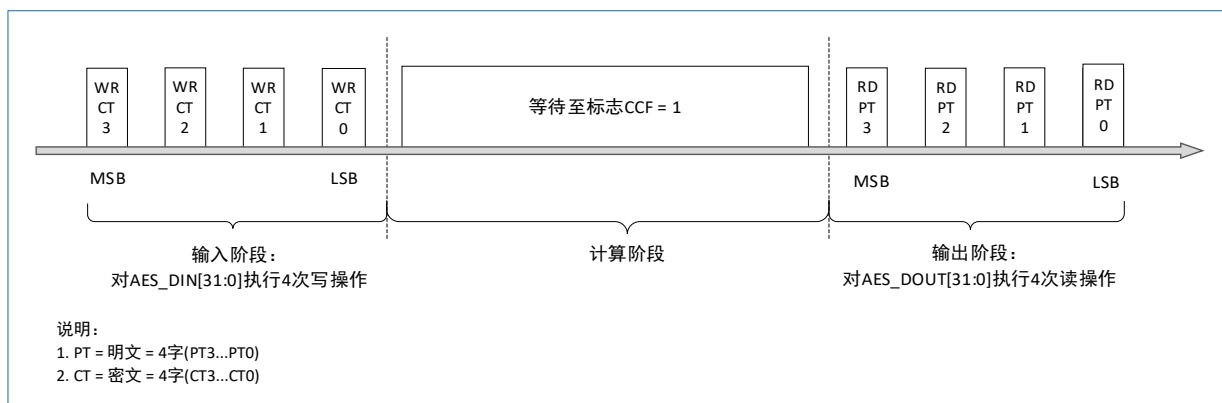 WR CT 3
WR CT 2
WR CT 1
WR CT 0
等待至标志CCF = 1
RD PT 3
RD PT 2
RD PT 1
RD PT 0
MSB
LSB
MSB
LSB
输入阶段：
对AES_DIN[31:0]执行4次写操作
计算阶段
输出阶段：
对AES_DOUT[31:0]执行4次读操作
说明：
1. PT = 明文 = 4字(PT3...PT0)
2. CT = 密文 = 4字(CT3...CT0)